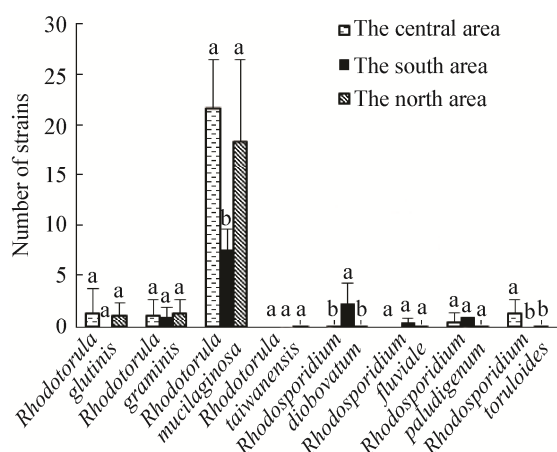 30
25
20
15
10
5
0
Number of strains
The central area
The south area
The north area
a a a
a a a
a b a
a a a
b a b
a a a
a a a
a b b
Rhodotorula
glutinis
Rhodotorula
graminis
Rhodotorula
mucilaginosa
Rhodotorula
taiwanensis
Rhodosporidium
diobovatum
Rhodosporidium
fluviale
Rhodosporidium
paludigenum
Rhodosporidium
toruloides